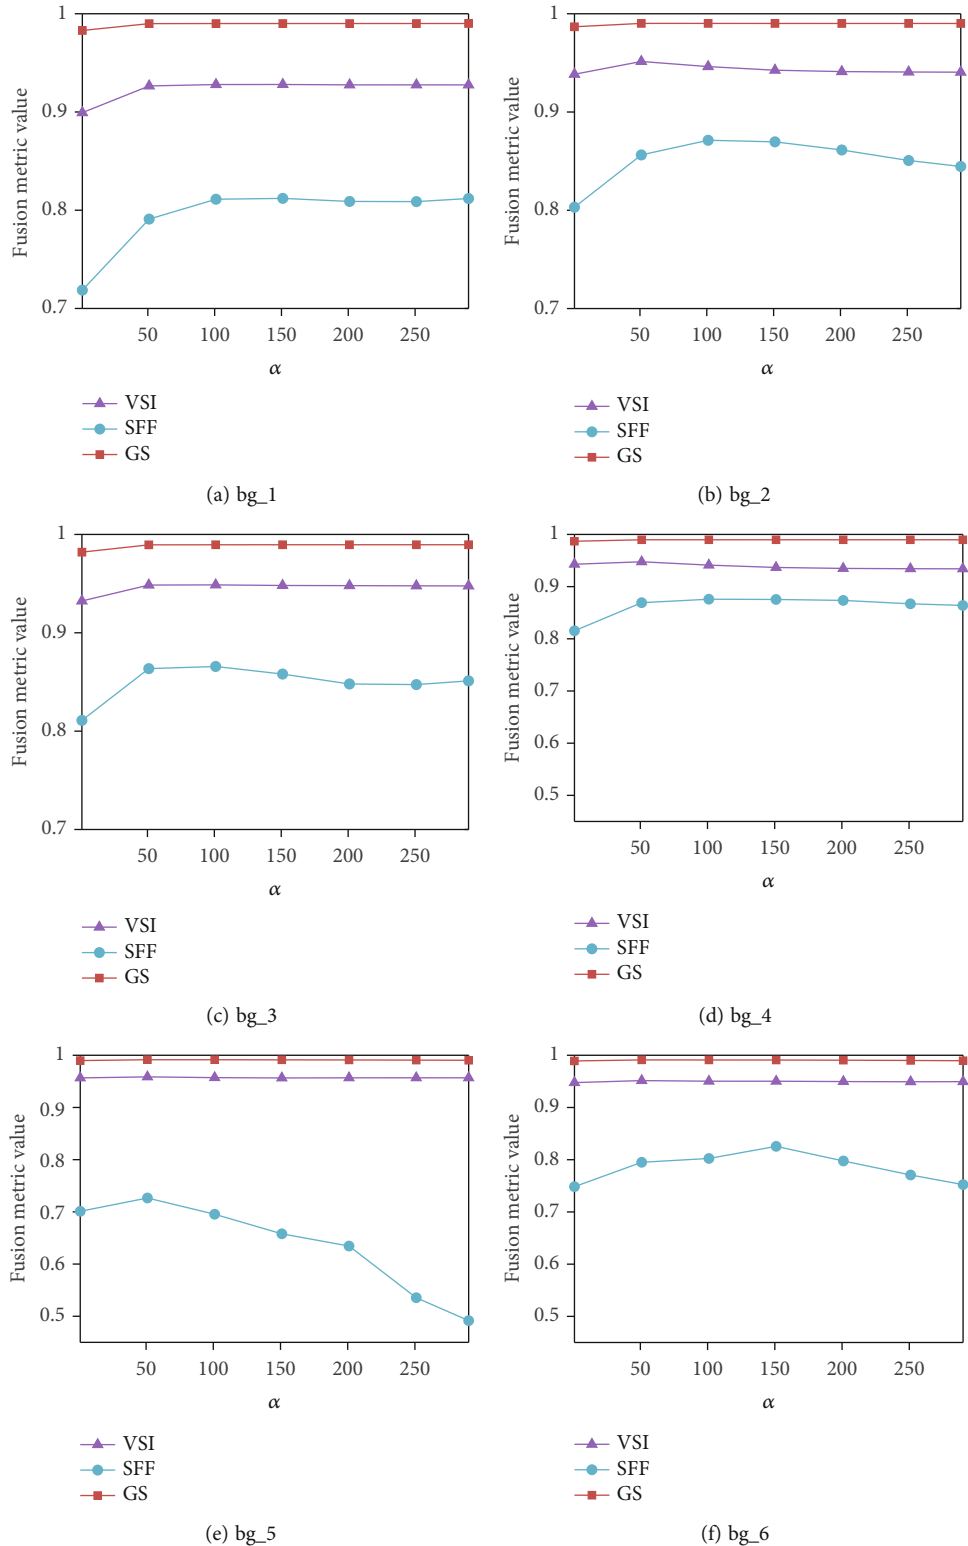 1
0.9
0.8
0.7
Fusion metric value
50 100 150 200 250
α
VSI
SFF
GS
(a) bg_1
1
0.9
0.8
0.7
Fusion metric value
50 100 150 200 250
α
VSI
SFF
GS
(b) bg_2
1
0.9
0.8
0.7
Fusion metric value
50 100 150 200 250
α
VSI
SFF
GS
(c) bg_3
1
0.9
0.8
0.7
0.6
0.5
Fusion metric value
50 100 150 200 250
α
VSI
SFF
GS
(d) bg_4
1
0.9
0.8
0.7
0.6
0.5
Fusion metric value
50 100 150 200 250
α
VSI
SFF
GS
(e) bg_5
1
0.9
0.8
0.7
0.6
0.5
Fusion metric value
50 100 150 200 250
α
VSI
SFF
GS
(f) bg_6